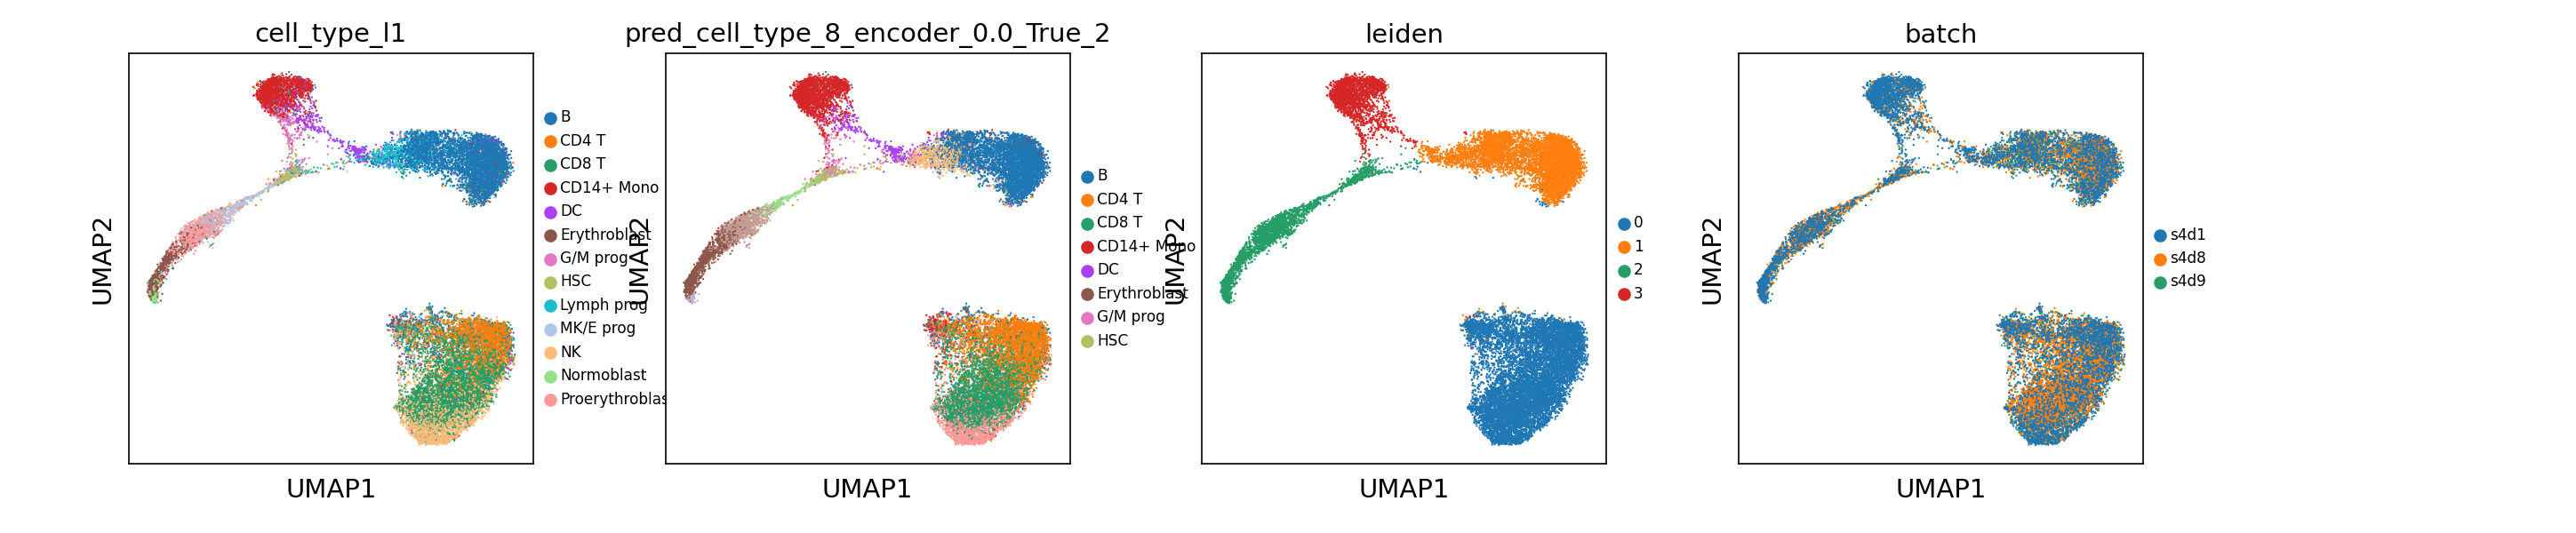 cell_type_l1
UMAP2
UMAP1
B
CD4 T
CD8 T
CD14+ Mono
DC
Erythroblast
G/M prog
HSC
Lymph prog
MK/E prog
NK
Normoblast
Proerythroblas
pred_cell_type_8_encoder_0.0_True_2
UMAP2
UMAP1
B
CD4 T
CD8 T
CD14+ Mono
DC
Erythroblast
G/M prog
HSC
leiden
UMAP2
UMAP1
0
1
2
3
batch
UMAP2
UMAP1
s4d1
s4d8
s4d9